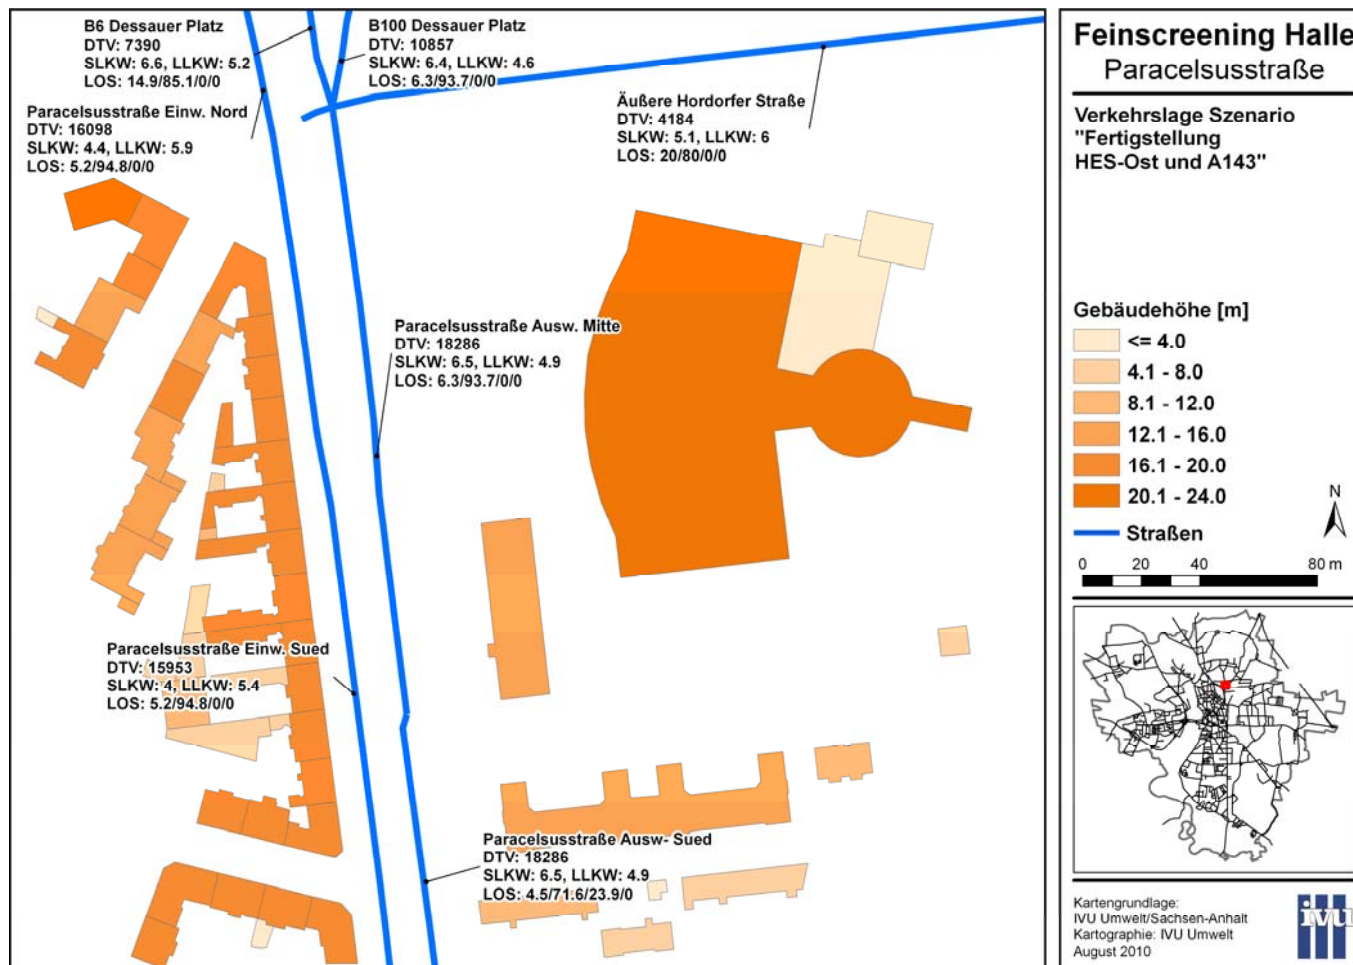 B6 Dessauer Platz
DTV: 7390
SLKW: 6.6, LLKW: 5.2
LOS: 14.9/85.1/0/0
B100 Dessauer Platz
DTV: 10857
SLKW: 6.4, LLKW: 4.6
LOS: 6.3/93.7/0/0
Paracelsusstraße Einw. Nord
DTV: 16098
SLKW: 4.4, LLKW: 5.9
LOS: 5.2/94.8/0/0
Äußere Hordorfer Straße
DTV: 4184
SLKW: 5.1, LLKW: 6
LOS: 20/80/0/0
Paracelsusstraße Ausw. Mitte
DTV: 18286
SLKW: 6.5, LLKW: 4.9
LOS: 6.3/93.7/0/0
Paracelsusstraße Einw. Sued
DTV: 15953
SLKW: 4, LLKW: 5.4
LOS: 5.2/94.8/0/0
Paracelsusstraße Ausw- Sued
DTV: 18286
SLKW: 6.5, LLKW: 4.9
LOS: 4.5/71.6/23.9/0
Feinscreening Halle
Paracelsusstraße
Verkehrslage Szenario
"Fertigstellung
HES-Ost und A143"
Gebäudehöhe [m]
<= 4.0
4.1 - 8.0
8.1 - 12.0
12.1 - 16.0
16.1 - 20.0
20.1 - 24.0
Straßen
N
0 20 40 80 m
Kartengrundlage:
IVU Umwelt/Sachsen-Anhalt
Kartographie: IVU Umwelt
August 2010
ivu